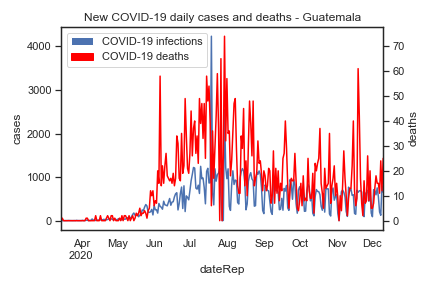 New COVID-19 daily cases and deaths - Guatemala
COVID-19 infections
COVID-19 deaths
cases
4000
3000
2000
1000
0
deaths
70
60
50
40
30
20
10
0
Apr May Jun Jul Aug Sep Oct Nov Dec
2020
dateRep